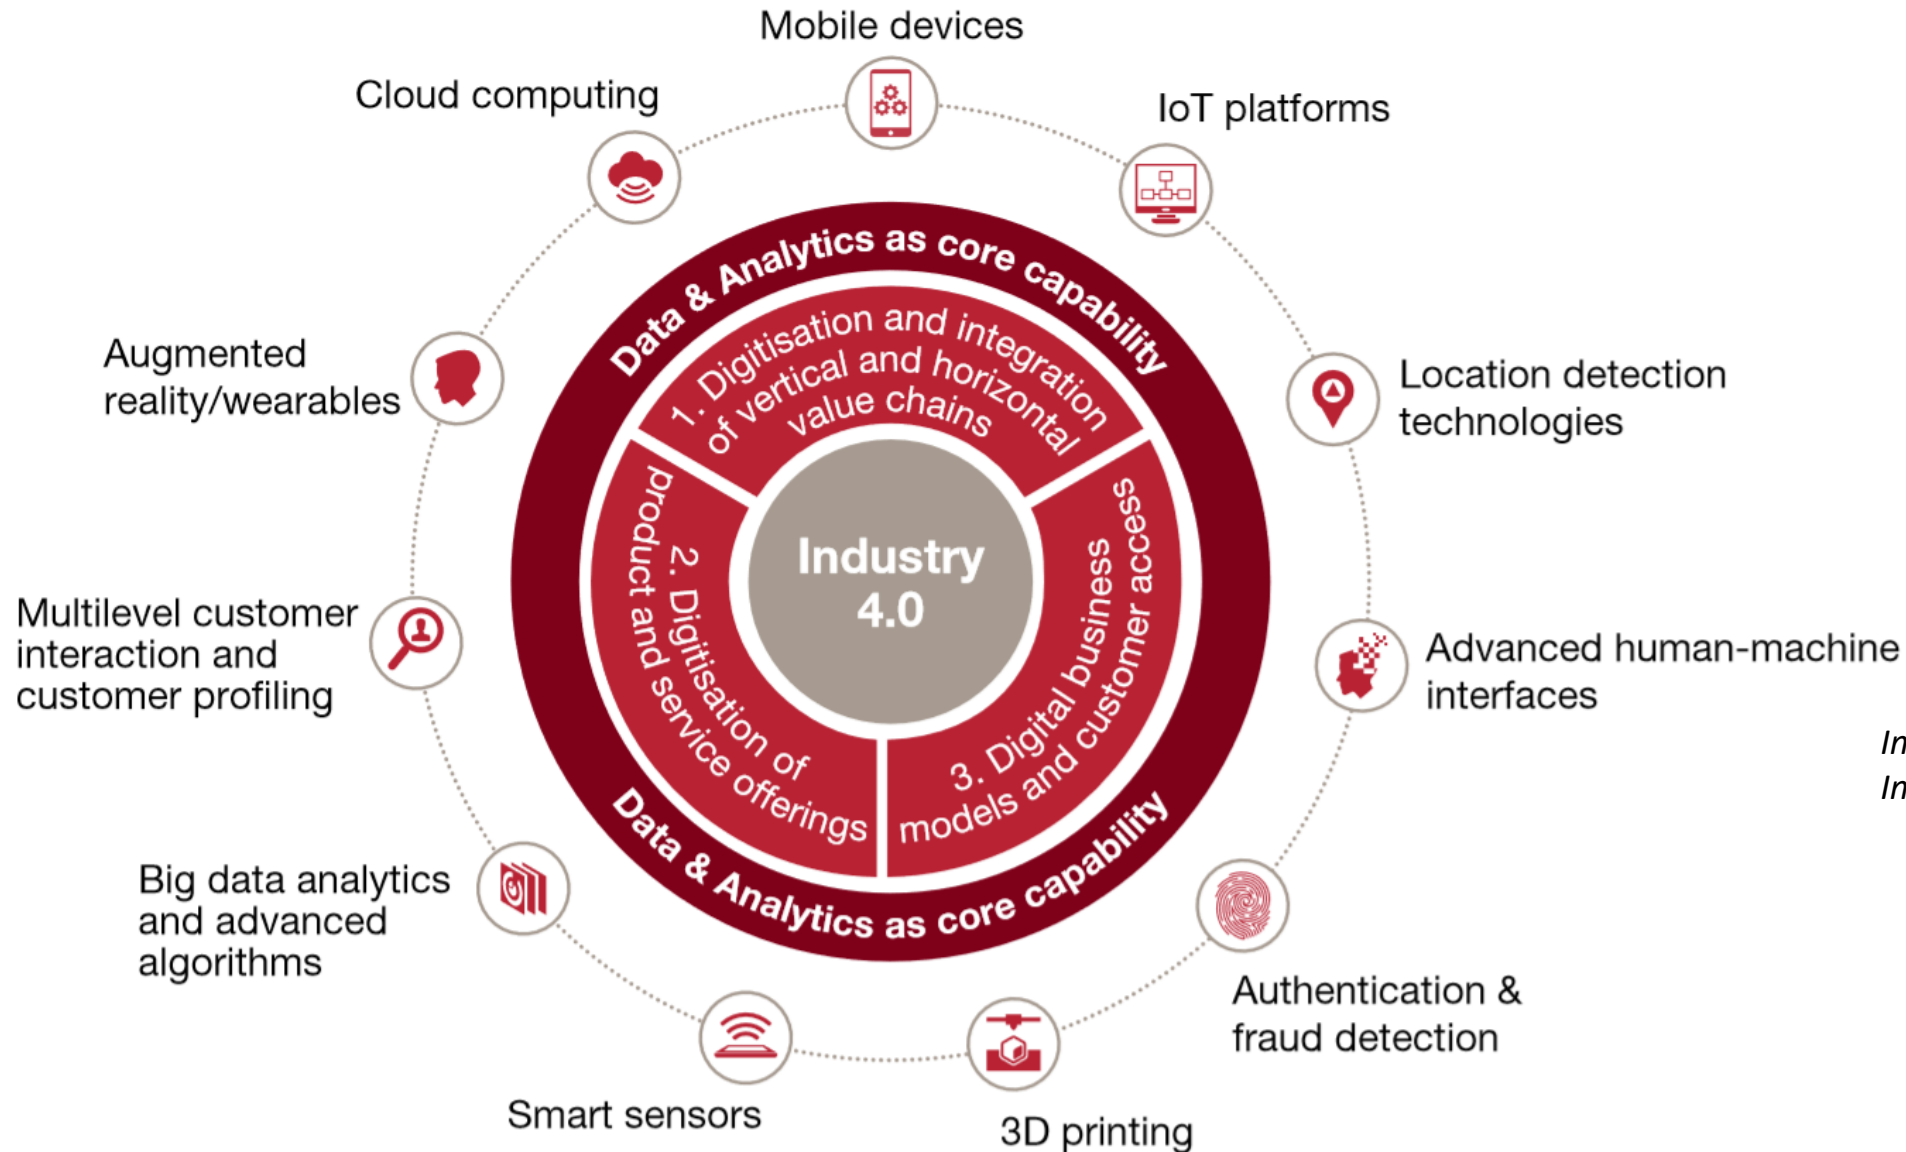 Mobile devices
Cloud computing
IoT platforms
Augmented
reality/wearables
Location detection
technologies
Multilevel customer
interaction and
customer profiling
Advanced human-machine
interfaces
Big data analytics
and advanced
algorithms
Authentication &
fraud detection
Smart sensors
3D printing
Data & Analytics as core capability
1. Digitisation and integration
of vertical and horizontal
value chains
2. Digitisation of
product and service offerings
3. Digital business
models and customer access
Industry
4.0
Data & Analytics as core capability
In
In